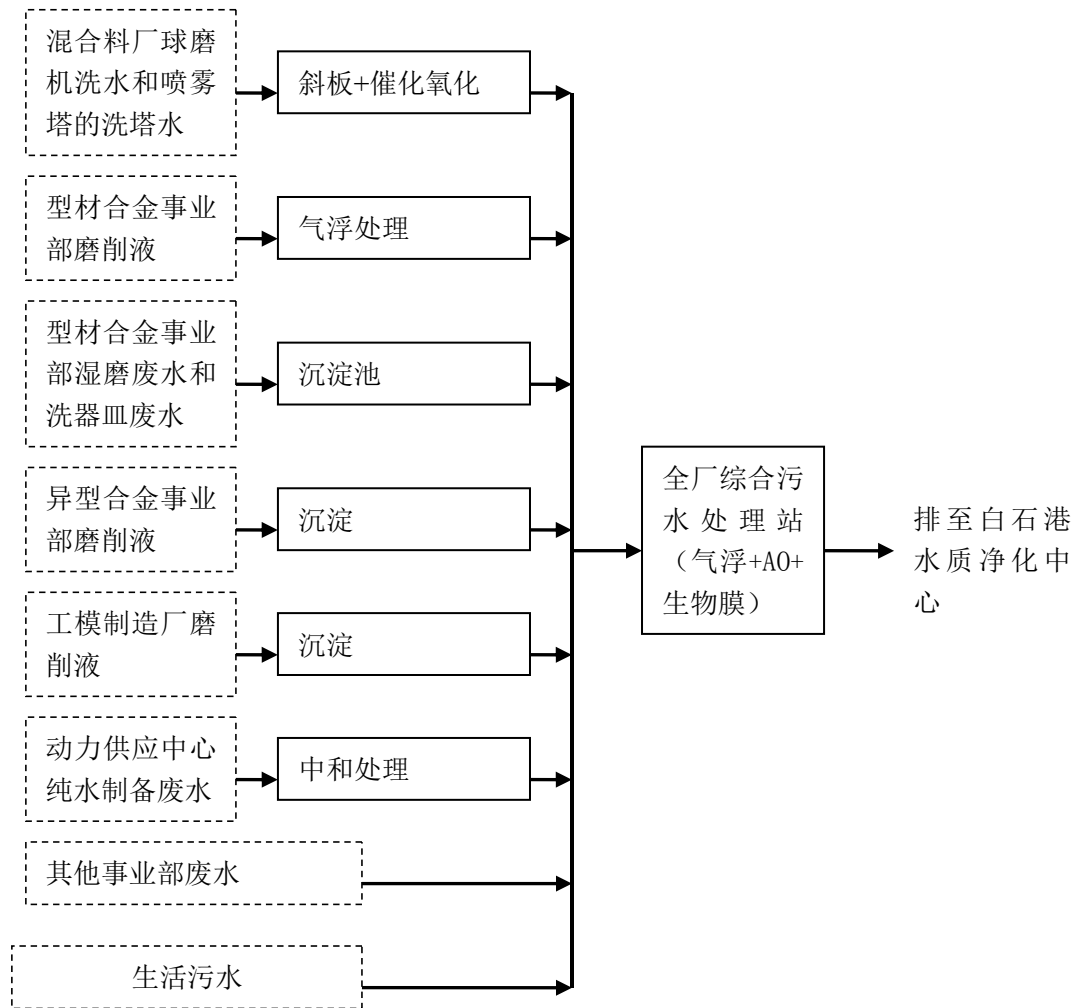 混合料厂球磨
机洗水和喷雾
塔的洗塔水
斜板+催化氧化
型材合金事业
部磨削液
气浮处理
型材合金事业
部湿磨废水和
洗器皿废水
沉淀池
异型合金事业
部磨削液
沉淀
工模制造厂磨
削液
沉淀
动力供应中心
纯水制备废水
中和处理
其他事业部废水
生活污水
全厂综合污
水处理站
（气浮+AO+
生物膜）
排至白石港
水质净化中
心